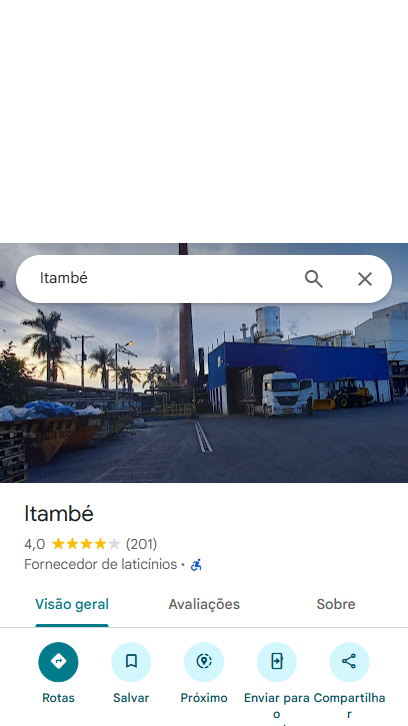 Itambé
Itambé
4,0 (201)
Fornecedor de laticínios ·
Visão geral Avaliações Sobre
Rotas Salvar Próximo Enviar para Compartilha
o r